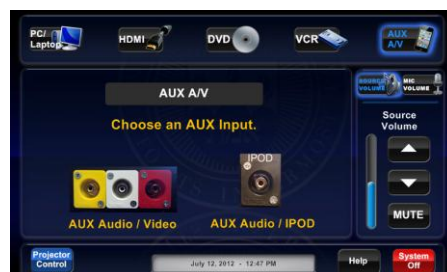 PC/
Laptop
HDMI
DVD
VCR
AUX
A/V
AUX A/V
SOURCE
VOLUME
MIC
VOLUME
Choose an AUX Input.
Source
Volume
IPOD
AUX Audio / Video
AUX Audio / IPOD
MUTE
Projector
Control
July 12, 2012 - 12:47 PM
Help
System
Off